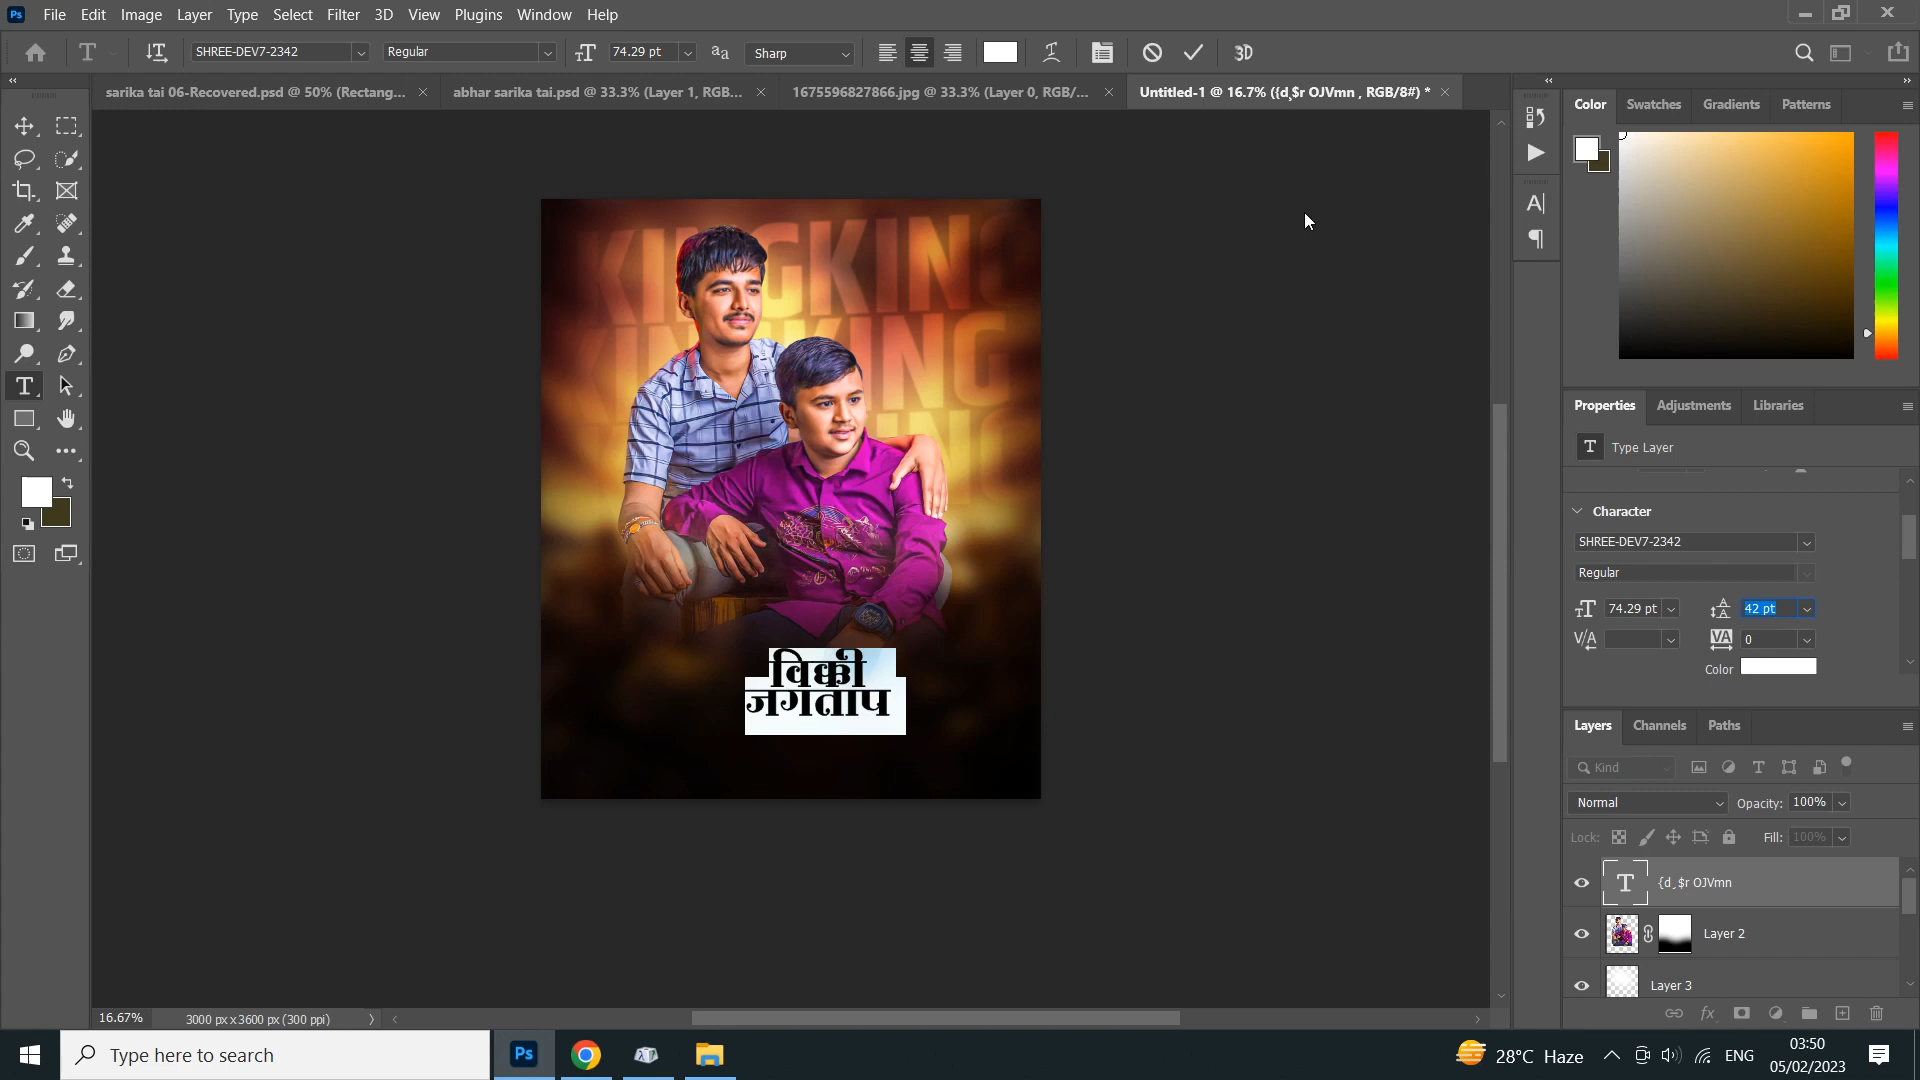 File Edit Image Layer Type Select Filter 3D View Plugins Window Help
SHREE-DEV7-2342 Regular 74.29 pt Sharp 3D
sarika tai 06-Recovered.psd @ 50% (Rectang... abhar sarika tai.psd @ 33.3% (Layer 1, RGB... 1675596827866.jpg @ 33.3% (Layer 0, RGB/... Untitled-1 @ 16.7% ({d¸$r OJVmn , RGB/8#) *
Color Swatches Gradients Patterns
KINGKING
KINGKING
ING
Properties Adjustments Libraries
Type Layer
Character
SHREE-DEV7-2342
Regular
74.29 pt 42 pt
0
Color
विक्की
जगताप
Layers Channels Paths
Kind
Normal Opacity: 100%
Lock: Fill: 100%
{d¸$r OJVmn
Layer 2
Layer 3
16.67% 3000 px x 3600 px (300 ppi)
Type here to search
28°C Haze ENG 03:50
05/02/2023